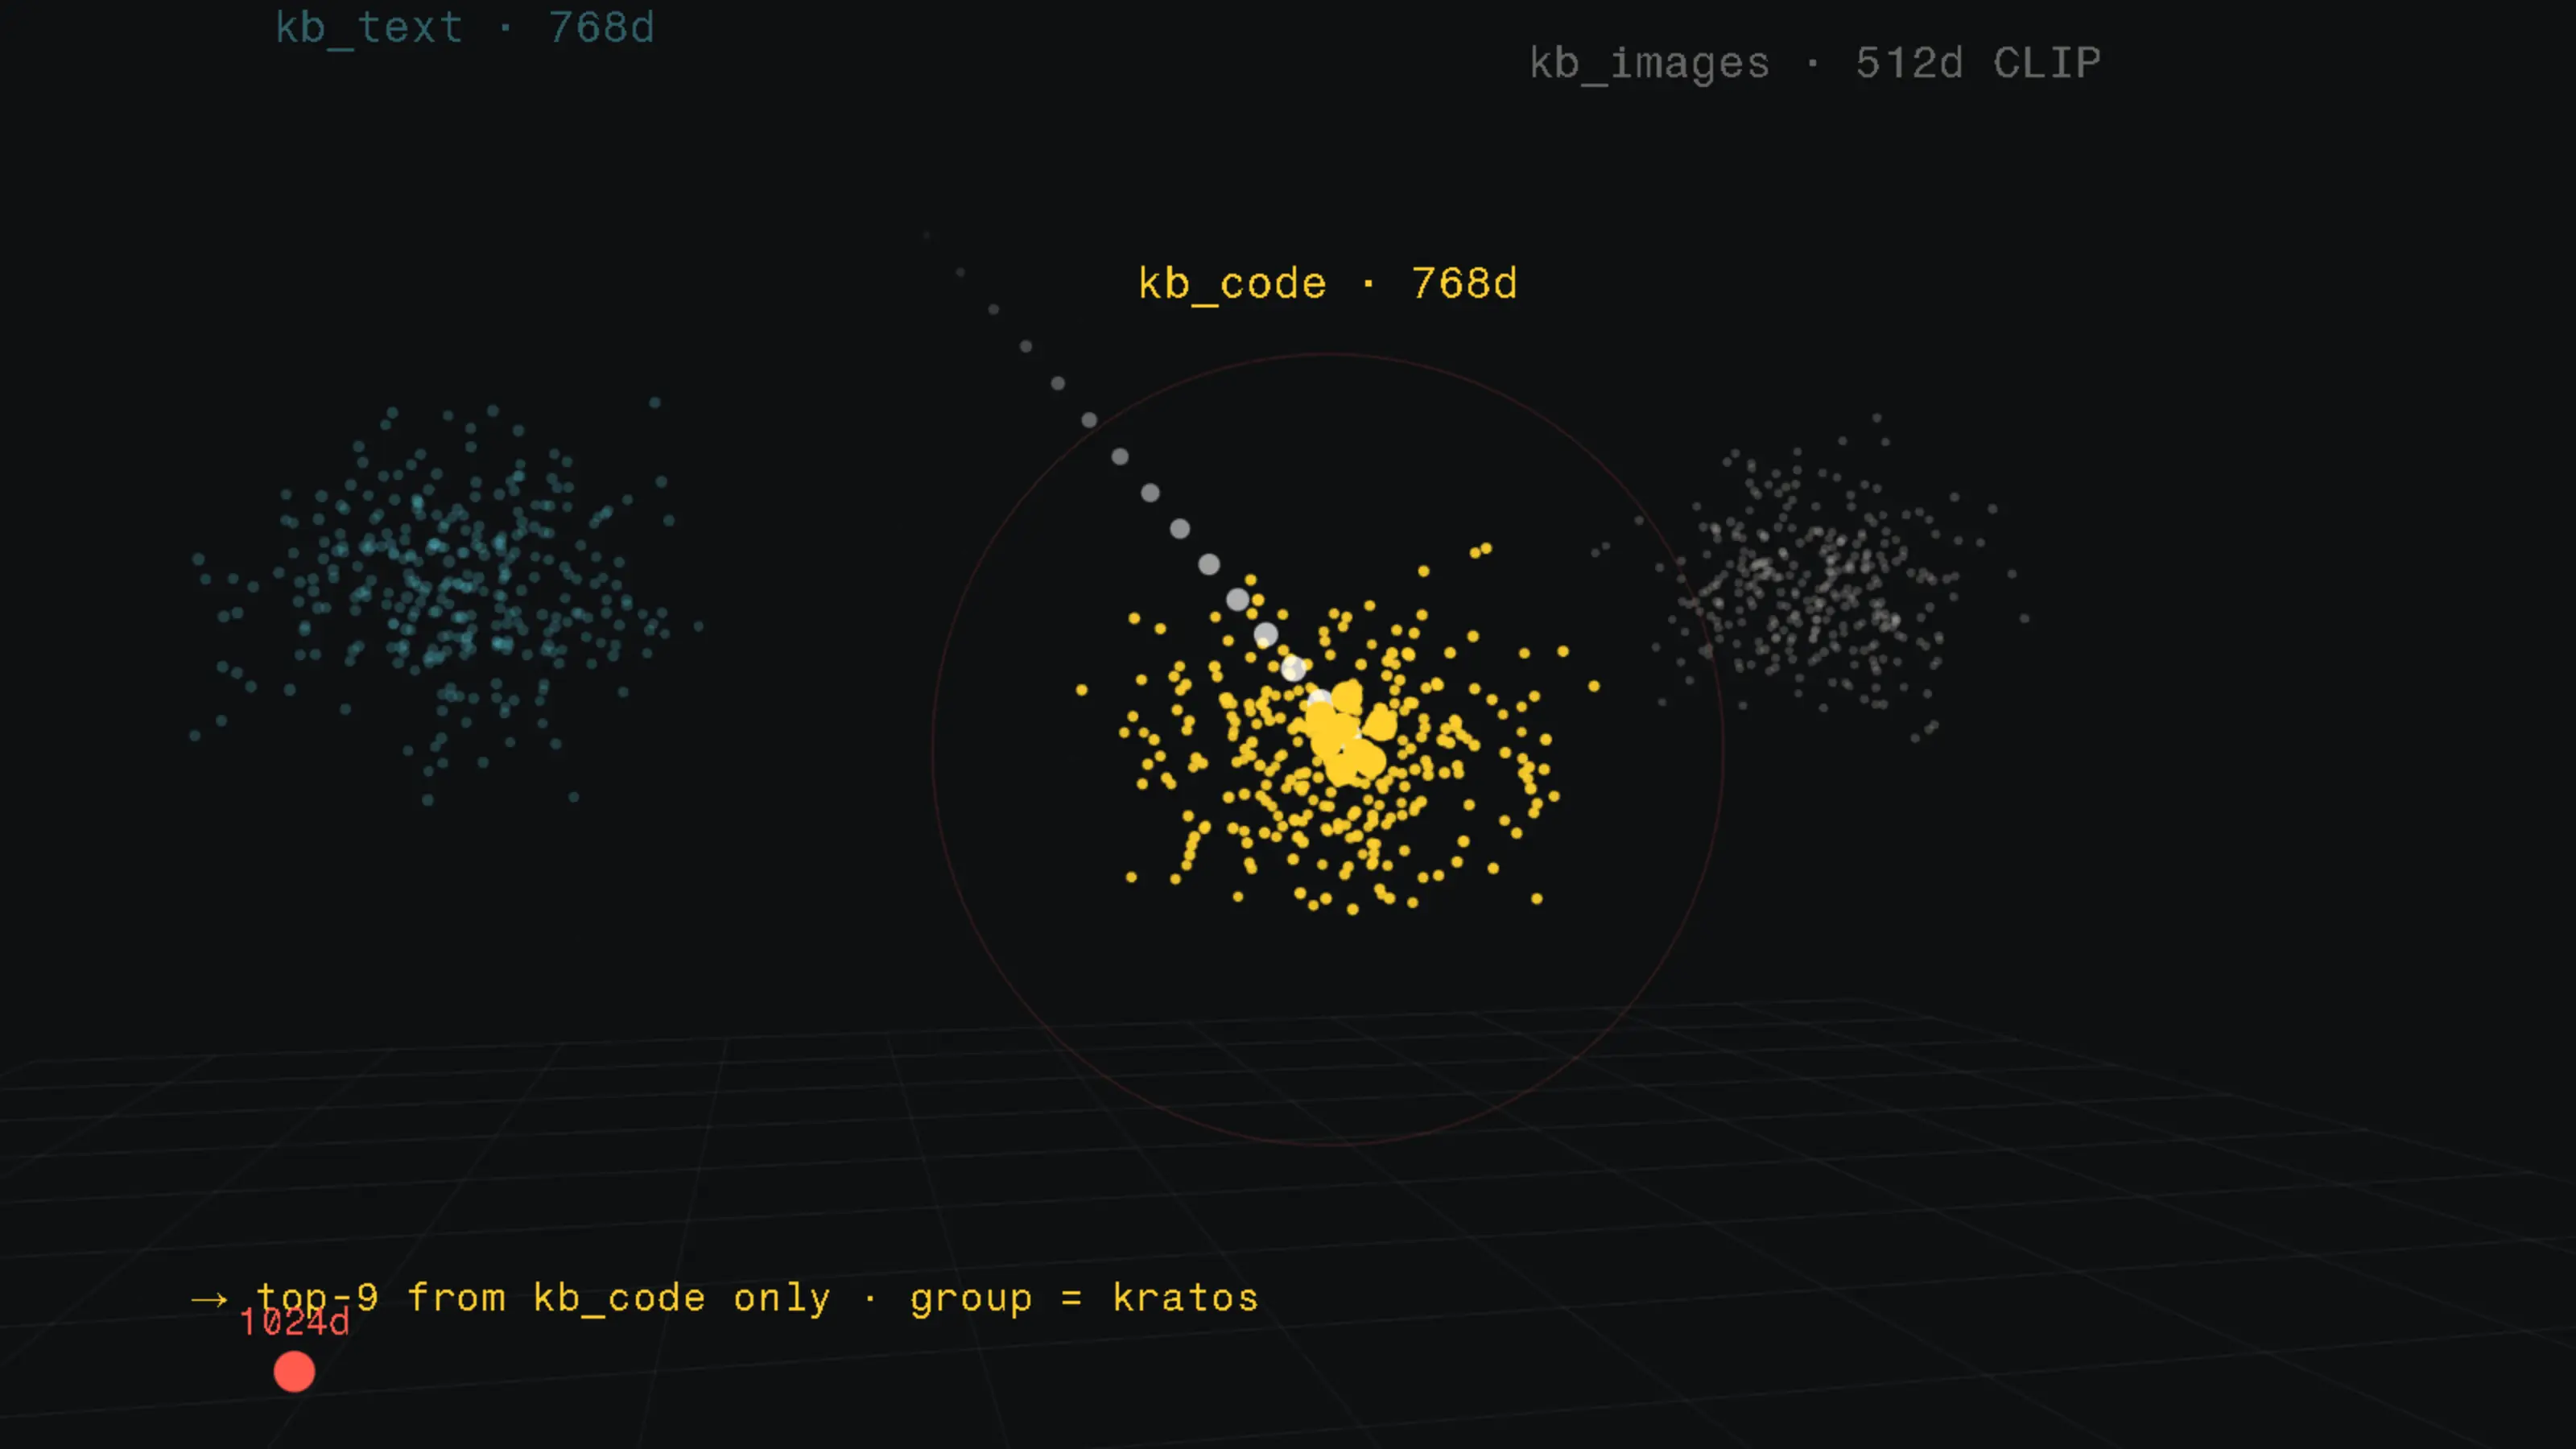 kb_text · 768d
kb_images · 512d CLIP
kb_code · 768d
→ top-9 from kb_code only · group = kratos
1024d